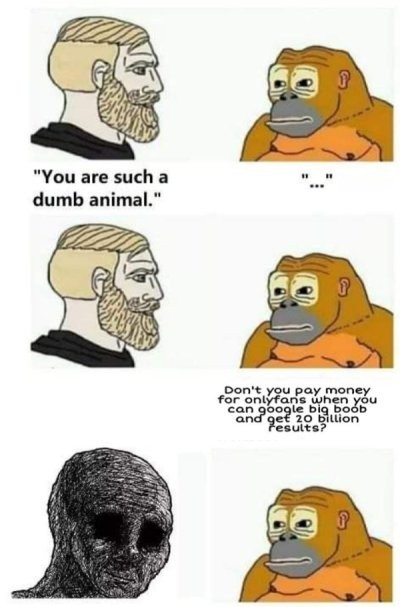 "You are such a
dumb animal."
"..."
Don't you pay money
for onlyfans when you
can google big boob
and get 20 billion
results?